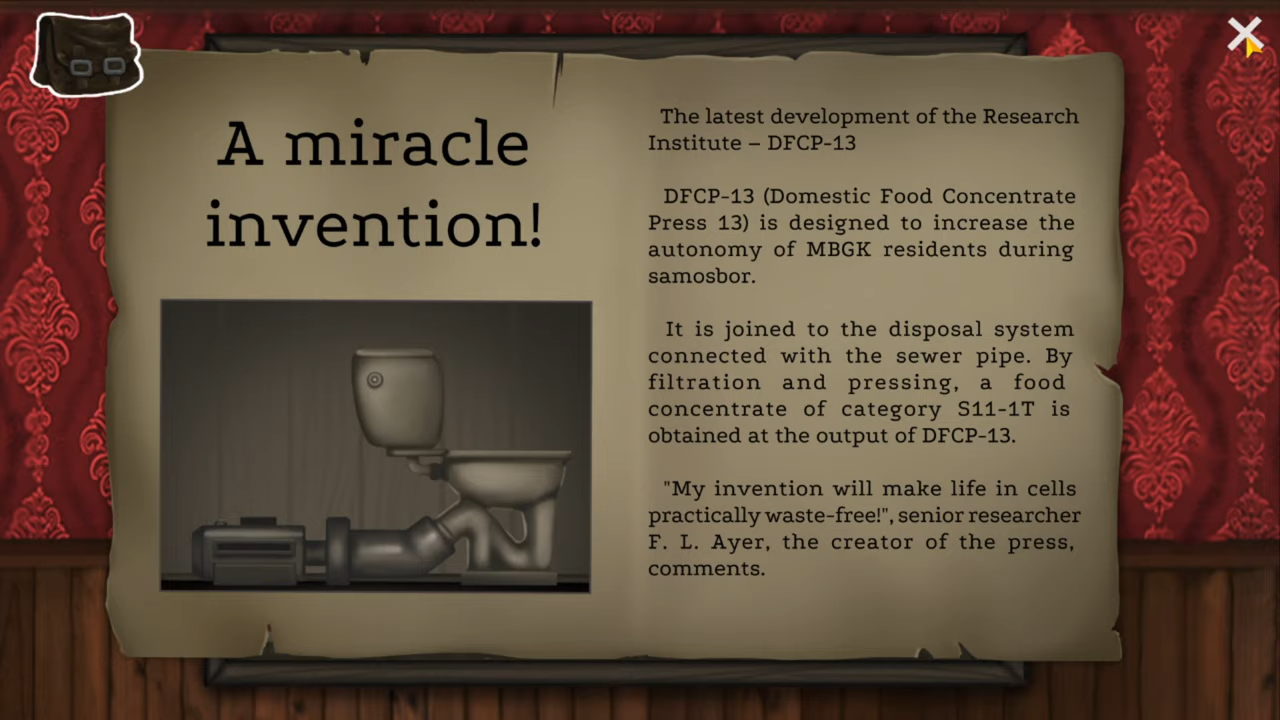 A miracle
invention!
The latest development of the Research
Institute – DFCP-13
DFCP-13 (Domestic Food Concentrate
Press 13) is designed to increase the
autonomy of MBGK residents during
samosbor.
It is joined to the disposal system
connected with the sewer pipe. By
filtration and pressing, a food
concentrate of category S11-1T is
obtained at the output of DFCP-13.
"My invention will make life in cells
practically waste-free!", senior researcher
F. L. Ayer, the creator of the press,
comments.